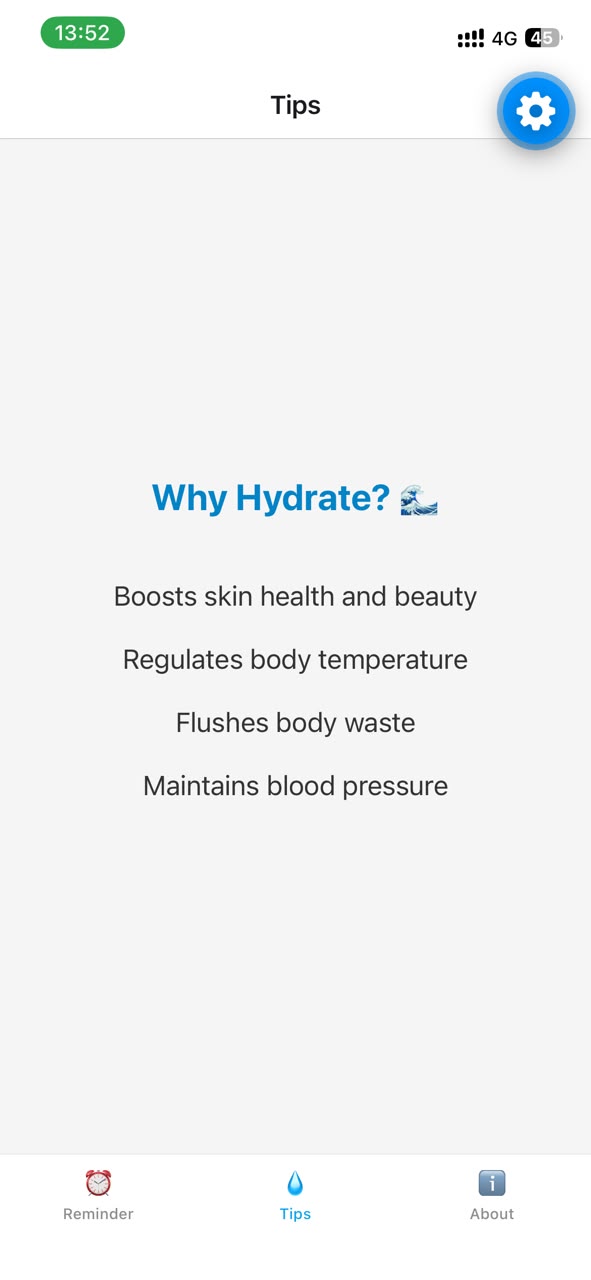 13:52
4G
45
Tips
Why Hydrate? 🌊
Boosts skin health and beauty
Regulates body temperature
Flushes body waste
Maintains blood pressure
Reminder
Tips
About